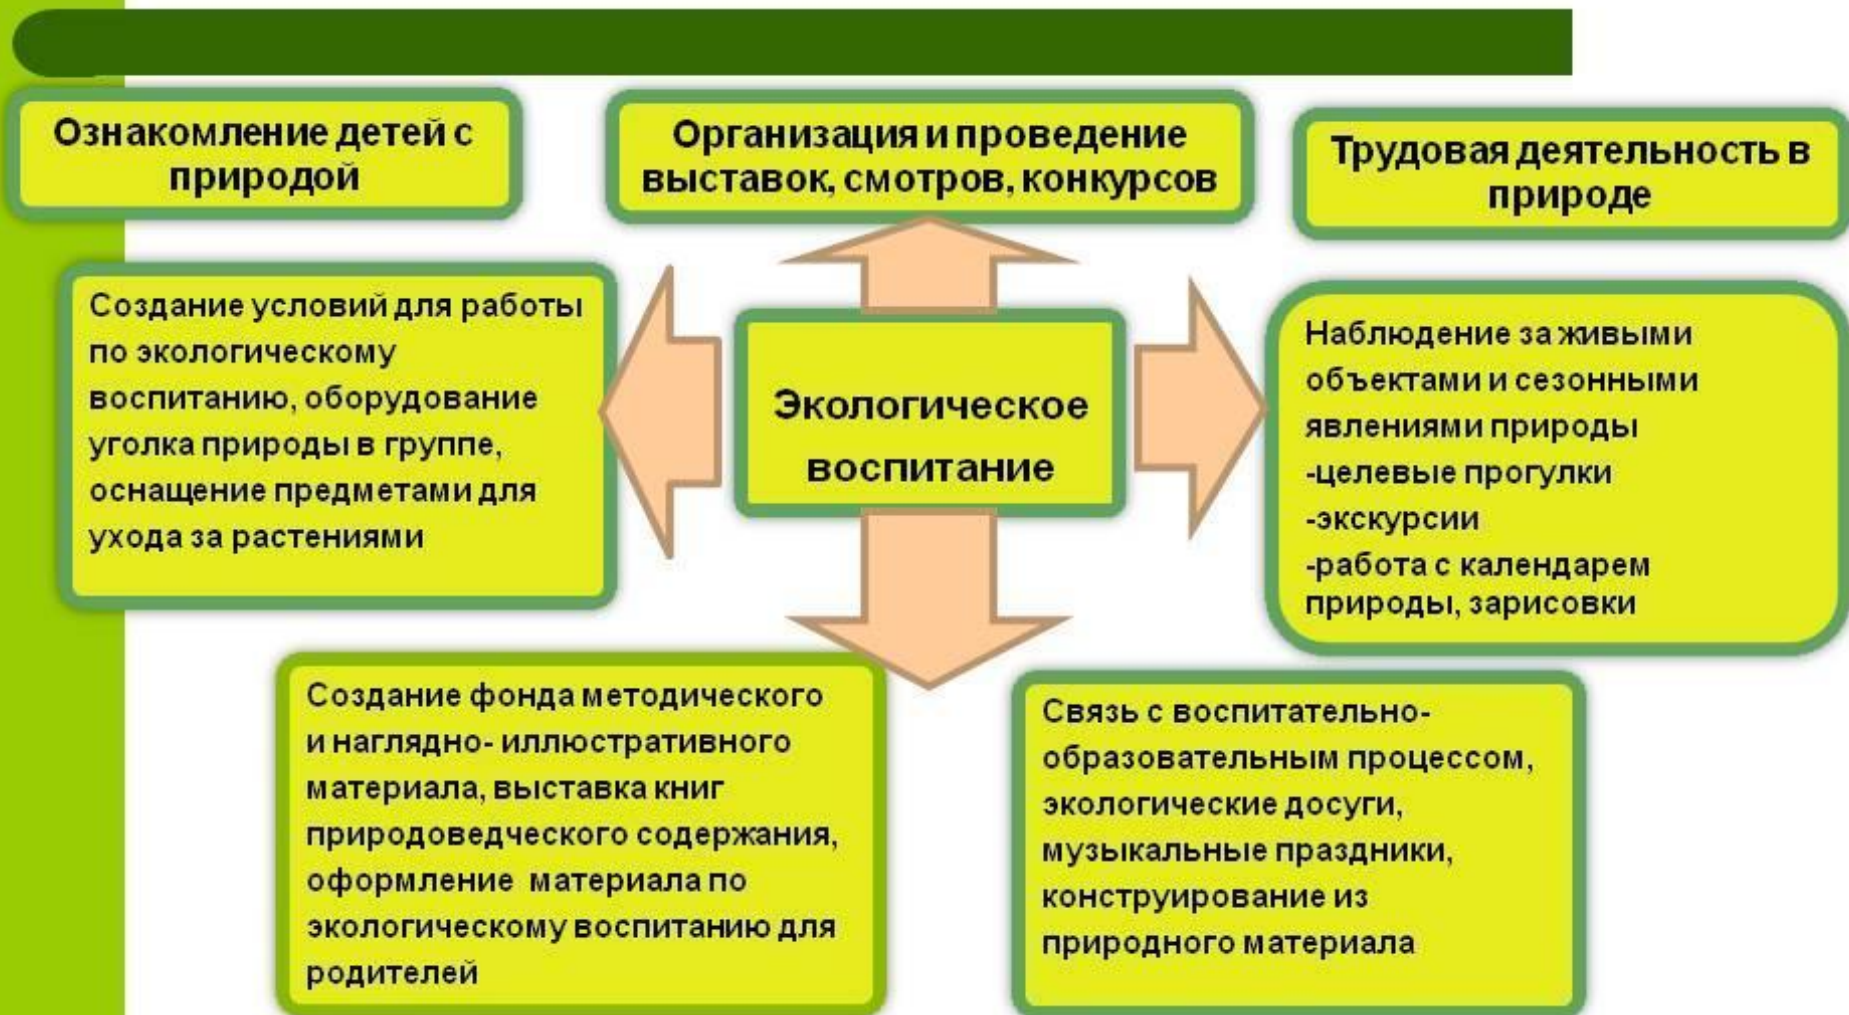 Ознакомление детей с
природой
Организация и проведение
выставок, смотров, конкурсов
Трудовая деятельность в
природе
Создание условий для работы
по экологическому
воспитанию, оборудование
уголка природы в группе,
оснащение предметами для
ухода за растениями
Экологическое
воспитание
Наблюдение за живыми
объектами и сезонными
явлениями природы
-целевые прогулки
-экскурсии
-работа с календарем
природы, зарисовки
Создание фонда методического
и наглядно- иллюстративного
материала, выставка книг
природоведческого содержания,
оформление материала по
экологическому воспитанию для
родителей
Связь с воспитательно-
образовательным процессом,
экологические досуги,
музыкальные праздники,
конструирование из
природного материала